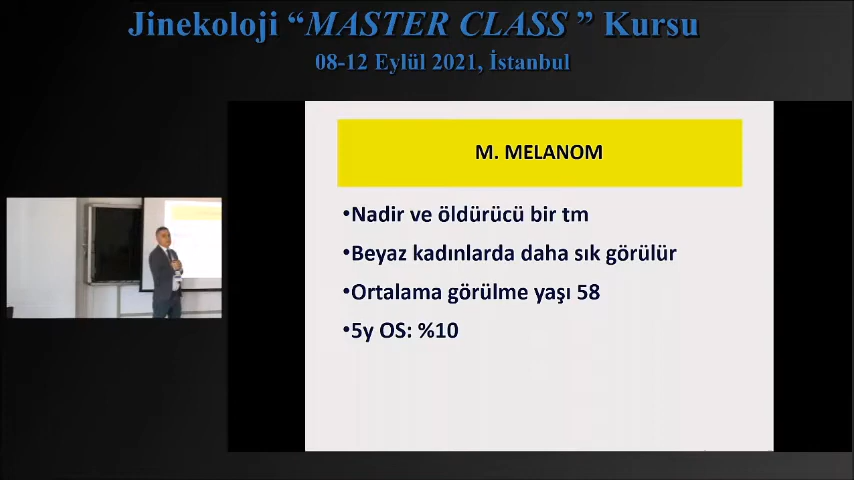 Jinekoloji “MASTER CLASS ” Kursu
08-12 Eylül 2021, İstanbul
M. MELANOM
•Nadir ve öldürücü bir tm
•Beyaz kadınlarda daha sık görülür
•Ortalama görülme yaşı 58
•5y OS: %10